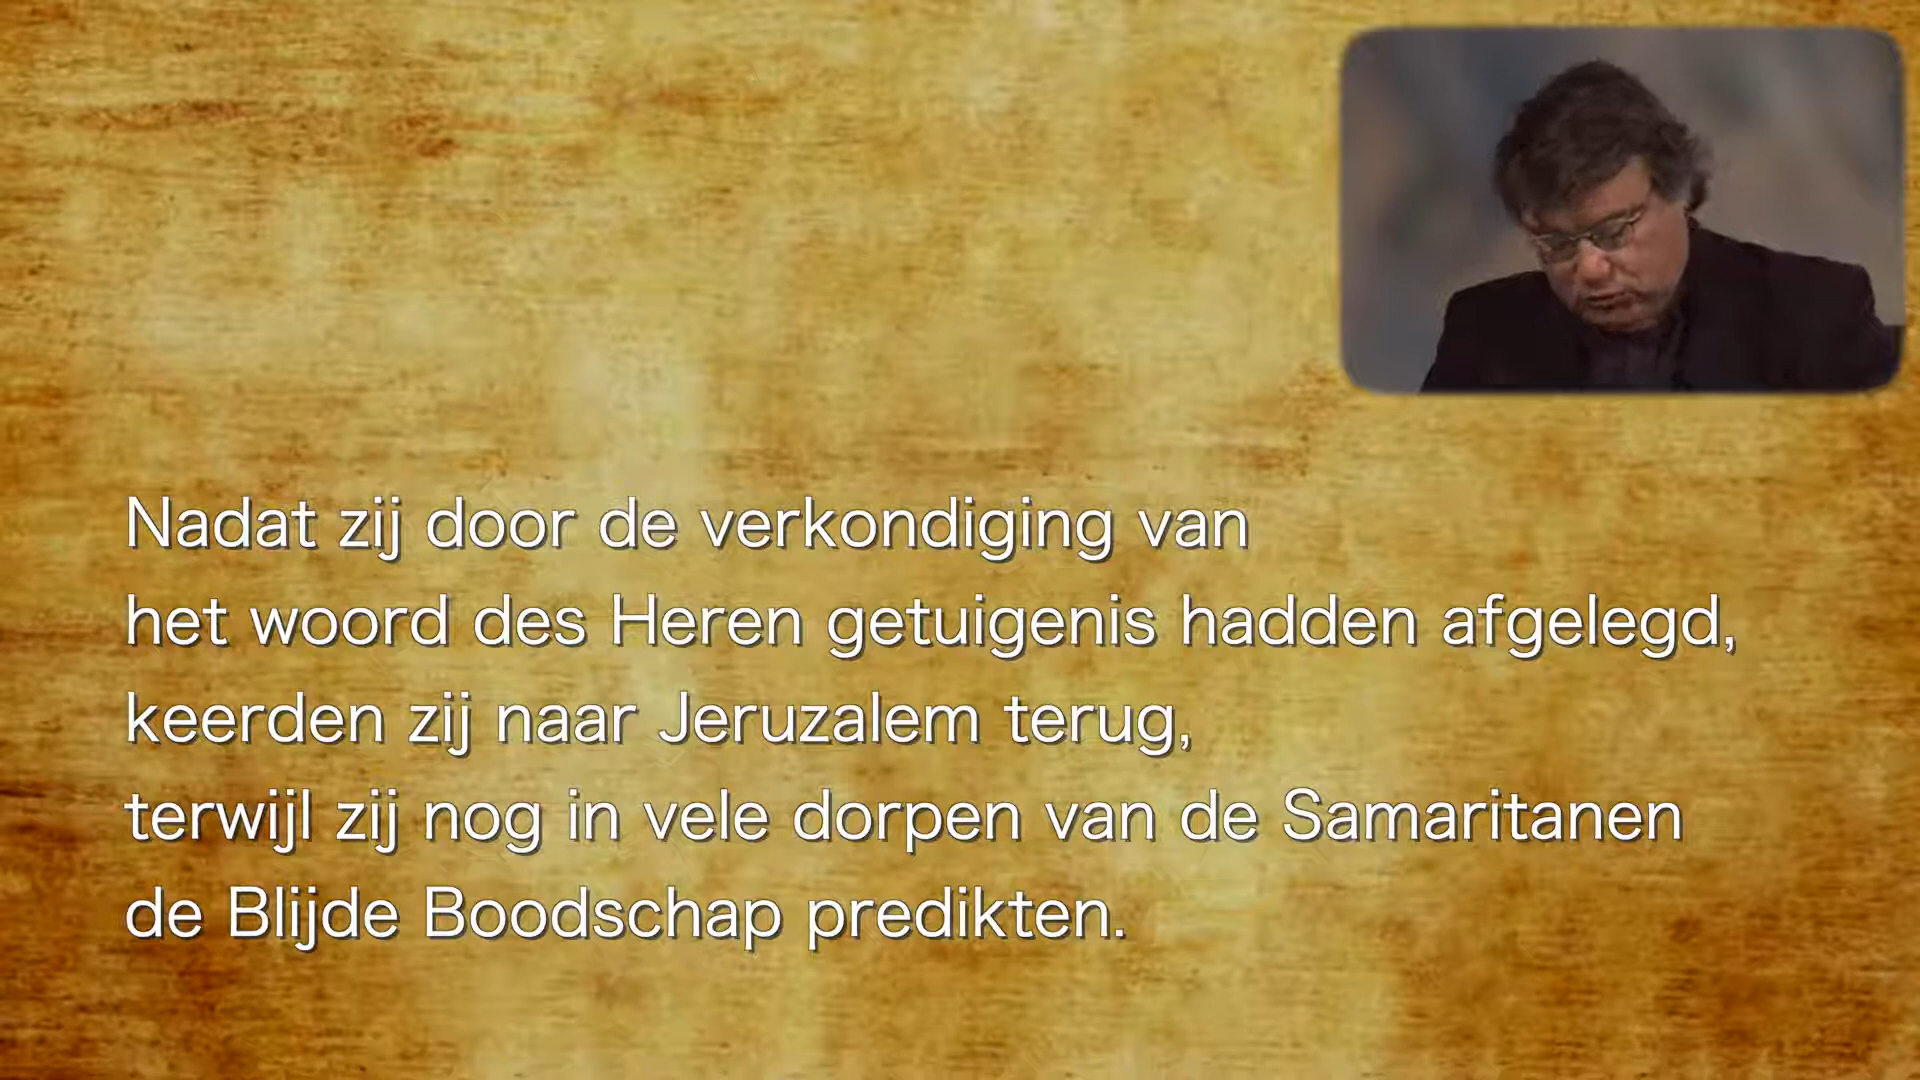 Nadat zij door de verkondiging van
het woord des Heren getuigenis hadden afgelegd,
keerden zij naar Jeruzalem terug,
terwijl zij nog in vele dorpen van de Samaritanen
de Blijde Boodschap predikten.